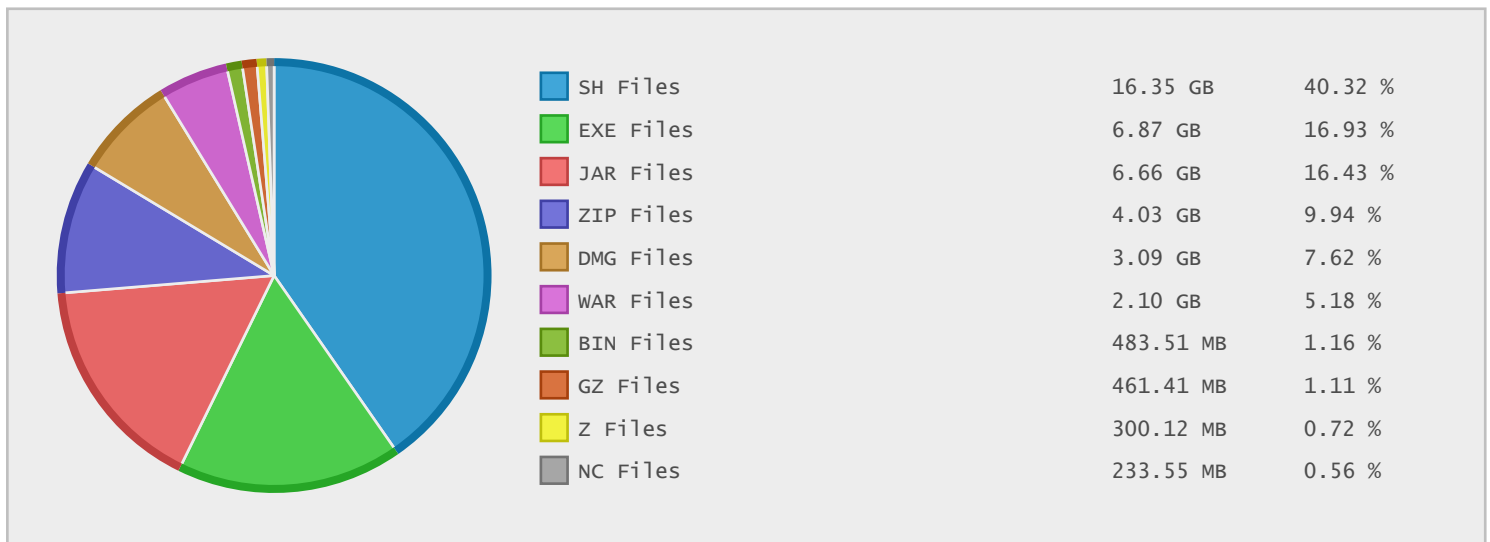 SH Files 16.35 GB 40.32 %
EXE Files 6.87 GB 16.93 %
JAR Files 6.66 GB 16.43 %
ZIP Files 4.03 GB 9.94 %
DMG Files 3.09 GB 7.62 %
WAR Files 2.10 GB 5.18 %
BIN Files 483.51 MB 1.16 %
GZ Files 461.41 MB 1.11 %
Z Files 300.12 MB 0.72 %
NC Files 233.55 MB 0.56 %